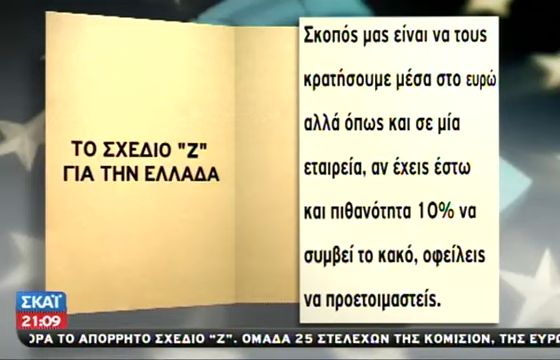 ΤΟ ΣΧΕΔΙΟ "Ζ"
ΓΙΑ ΤΗΝ ΕΛΛΑΔΑ
Σκοπός μας είναι να τους
κρατήσουμε μέσα στο ευρώ
αλλά όπως και σε μία
εταιρεία, αν έχεις έστω
και πιθανότητα 10% να
συμβεί το κακό, οφείλεις
να προετοιμαστείς.
ΣΚΑΪ
21:09
ΟΡΑ ΤΟ ΑΠΟΡΡΗΤΟ ΣΧΕΔΙΟ "Ζ". ΟΜΑΔΑ 25 ΣΤΕΛΕΧΩΝ ΤΗΣ ΚΟΜΙΣΙΟΝ, ΤΗΣ ΕΥΡ